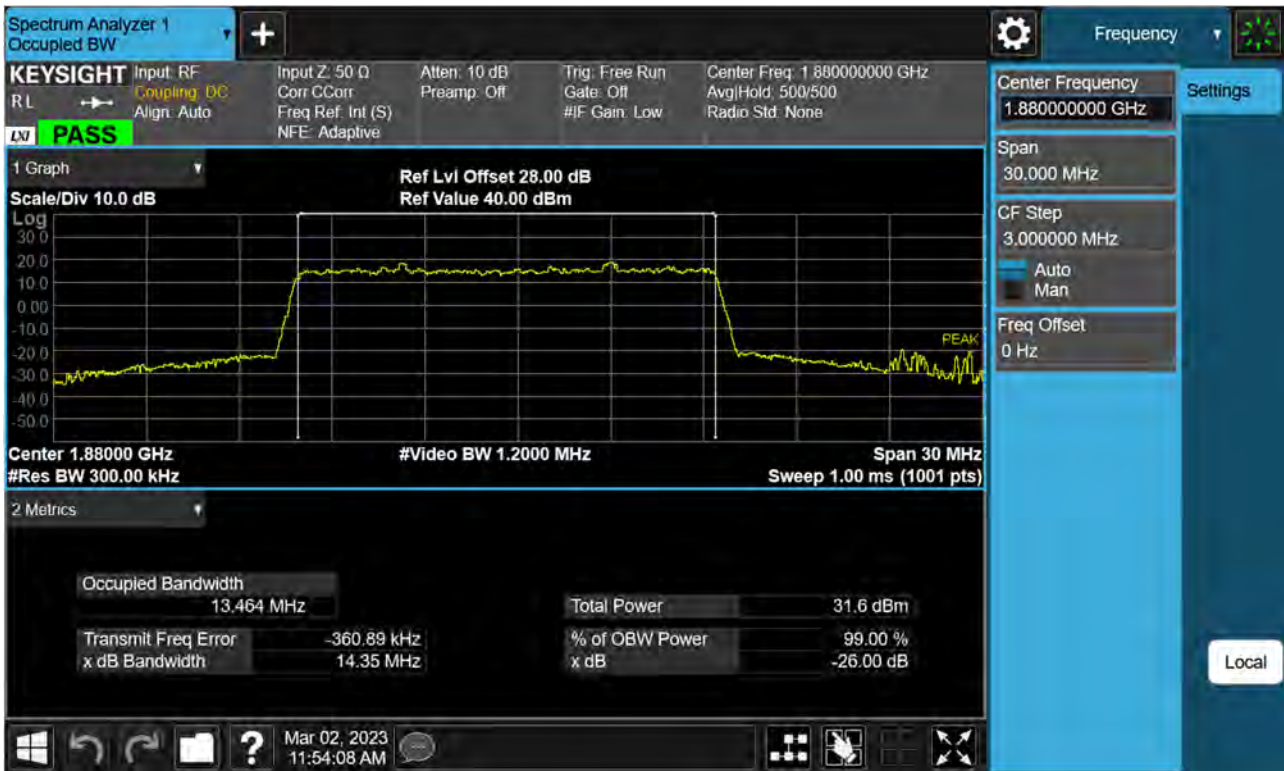 Spectrum Analyzer 1
Occupied BW
Frequency
KEYSIGHT
R L
LXI
PASS
Input: RF
Coupling: DC
Align: Auto
Input Z: 50 Ω
Corr CCorr
Freq Ref: Int (S)
NFE: Adaptive
Atten: 10 dB
Preamp: Off
Trig: Free Run
Gate: Off
#IF Gain: Low
Center Freq: 1.880000000 GHz
Avg|Hold: 500/500
Radio Std: None
1 Graph
Scale/Div 10.0 dB
Ref Lvl Offset 28.00 dB
Ref Value 40.00 dBm
Log
30.0
20.0
10.0
0.00
-10.0
-20.0
-30.0
-40.0
-50.0
PEAK
Center 1.88000 GHz
#Video BW 1.2000 MHz
Span 30 MHz
#Res BW 300.00 kHz
Sweep 1.00 ms (1001 pts)
2 Metrics
Occupied Bandwidth
13.464 MHz
Total Power 31.6 dBm
Transmit Freq Error -360.89 kHz
% of OBW Power 99.00 %
x dB Bandwidth 14.35 MHz
x dB -26.00 dB
Center Frequency
1.880000000 GHz
Settings
Span
30.000 MHz
CF Step
3.000000 MHz
Auto
Man
Freq Offset
0 Hz
Local
?
Mar 02, 2023
11:54:08 AM